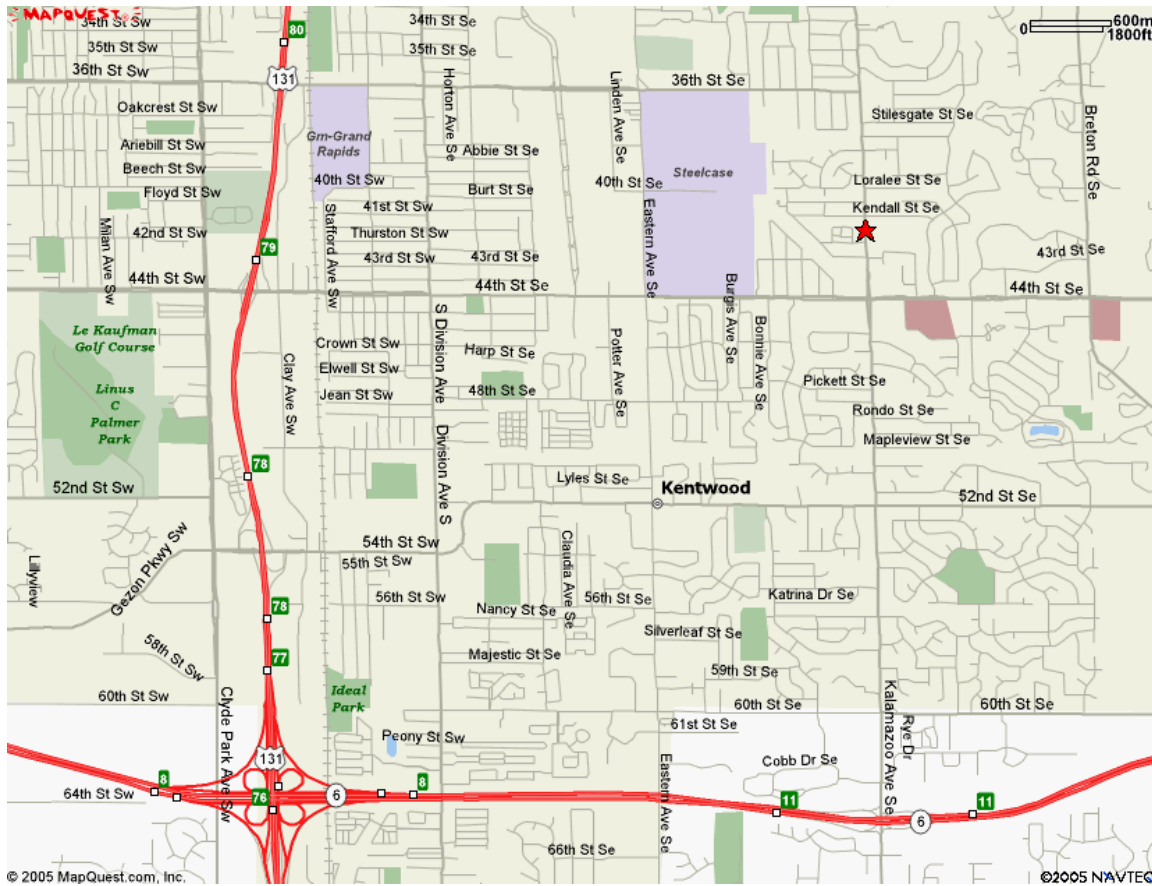 MAPQUEST
34th St Sw
34th St Se
80
600m
0
1800ft
35th St Sw
35th St Se
36th St Sw
131
36th St Se
Oakcrest St Sw
Horton Ave Se
Linden Ave Se
Stilesgate St Se
Breton Rd Se
Gm-Grand
Rapids
Ariebill St Sw
Abbie St Se
Beech St Sw
Steelcase
40th St Sw
40th St Se
Loralee St Se
Floyd St Sw
Burt St Se
41st St Sw
Kendall St Se
Milan Ave Sw
Stafford Ave Sw
Eastern Ave Se
42nd St Sw
Thurston St Sw
79
43rd St Sw
43rd St Se
43rd St Se
44th St Sw
44th St Se
44th St Se
Burgis Ave Se
S Division Ave
Bonnie Ave Se
Potter Ave Se
Le Kaufman
Golf Course
Crown St Sw
Harp St Se
Clay Ave Sw
Elwell St Sw
Linus
C
Palmer
Park
Jean St Sw
48th St Se
Pickett St Se
Rondo St Se
Mapleview St Se
Division Ave S
78
Lyles St Se
Kentwood
52nd St Sw
52nd St Se
54th St Sw
Claudia Ave Se
Gezon Pkwy Sw
Lillyview
55th St Sw
56th St Sw
56th St Se
Katrina Dr Se
Nancy St Se
78
Silverleaf St Se
58th St Sw
77
Majestic St Se
59th St Se
60th St Sw
Ideal
Park
60th St Se
60th St Se
Clyde Park Ave Sw
Kalamazoo Ave Se
Rye Dr
61st St Se
Peony St Sw
131
Eastern Ave Se
Cobb Dr Se
8
8
64th St Sw
76
6
11
11
6
66th St Se
© 2005 MapQuest.com, Inc.
©2005 NAVTEQ